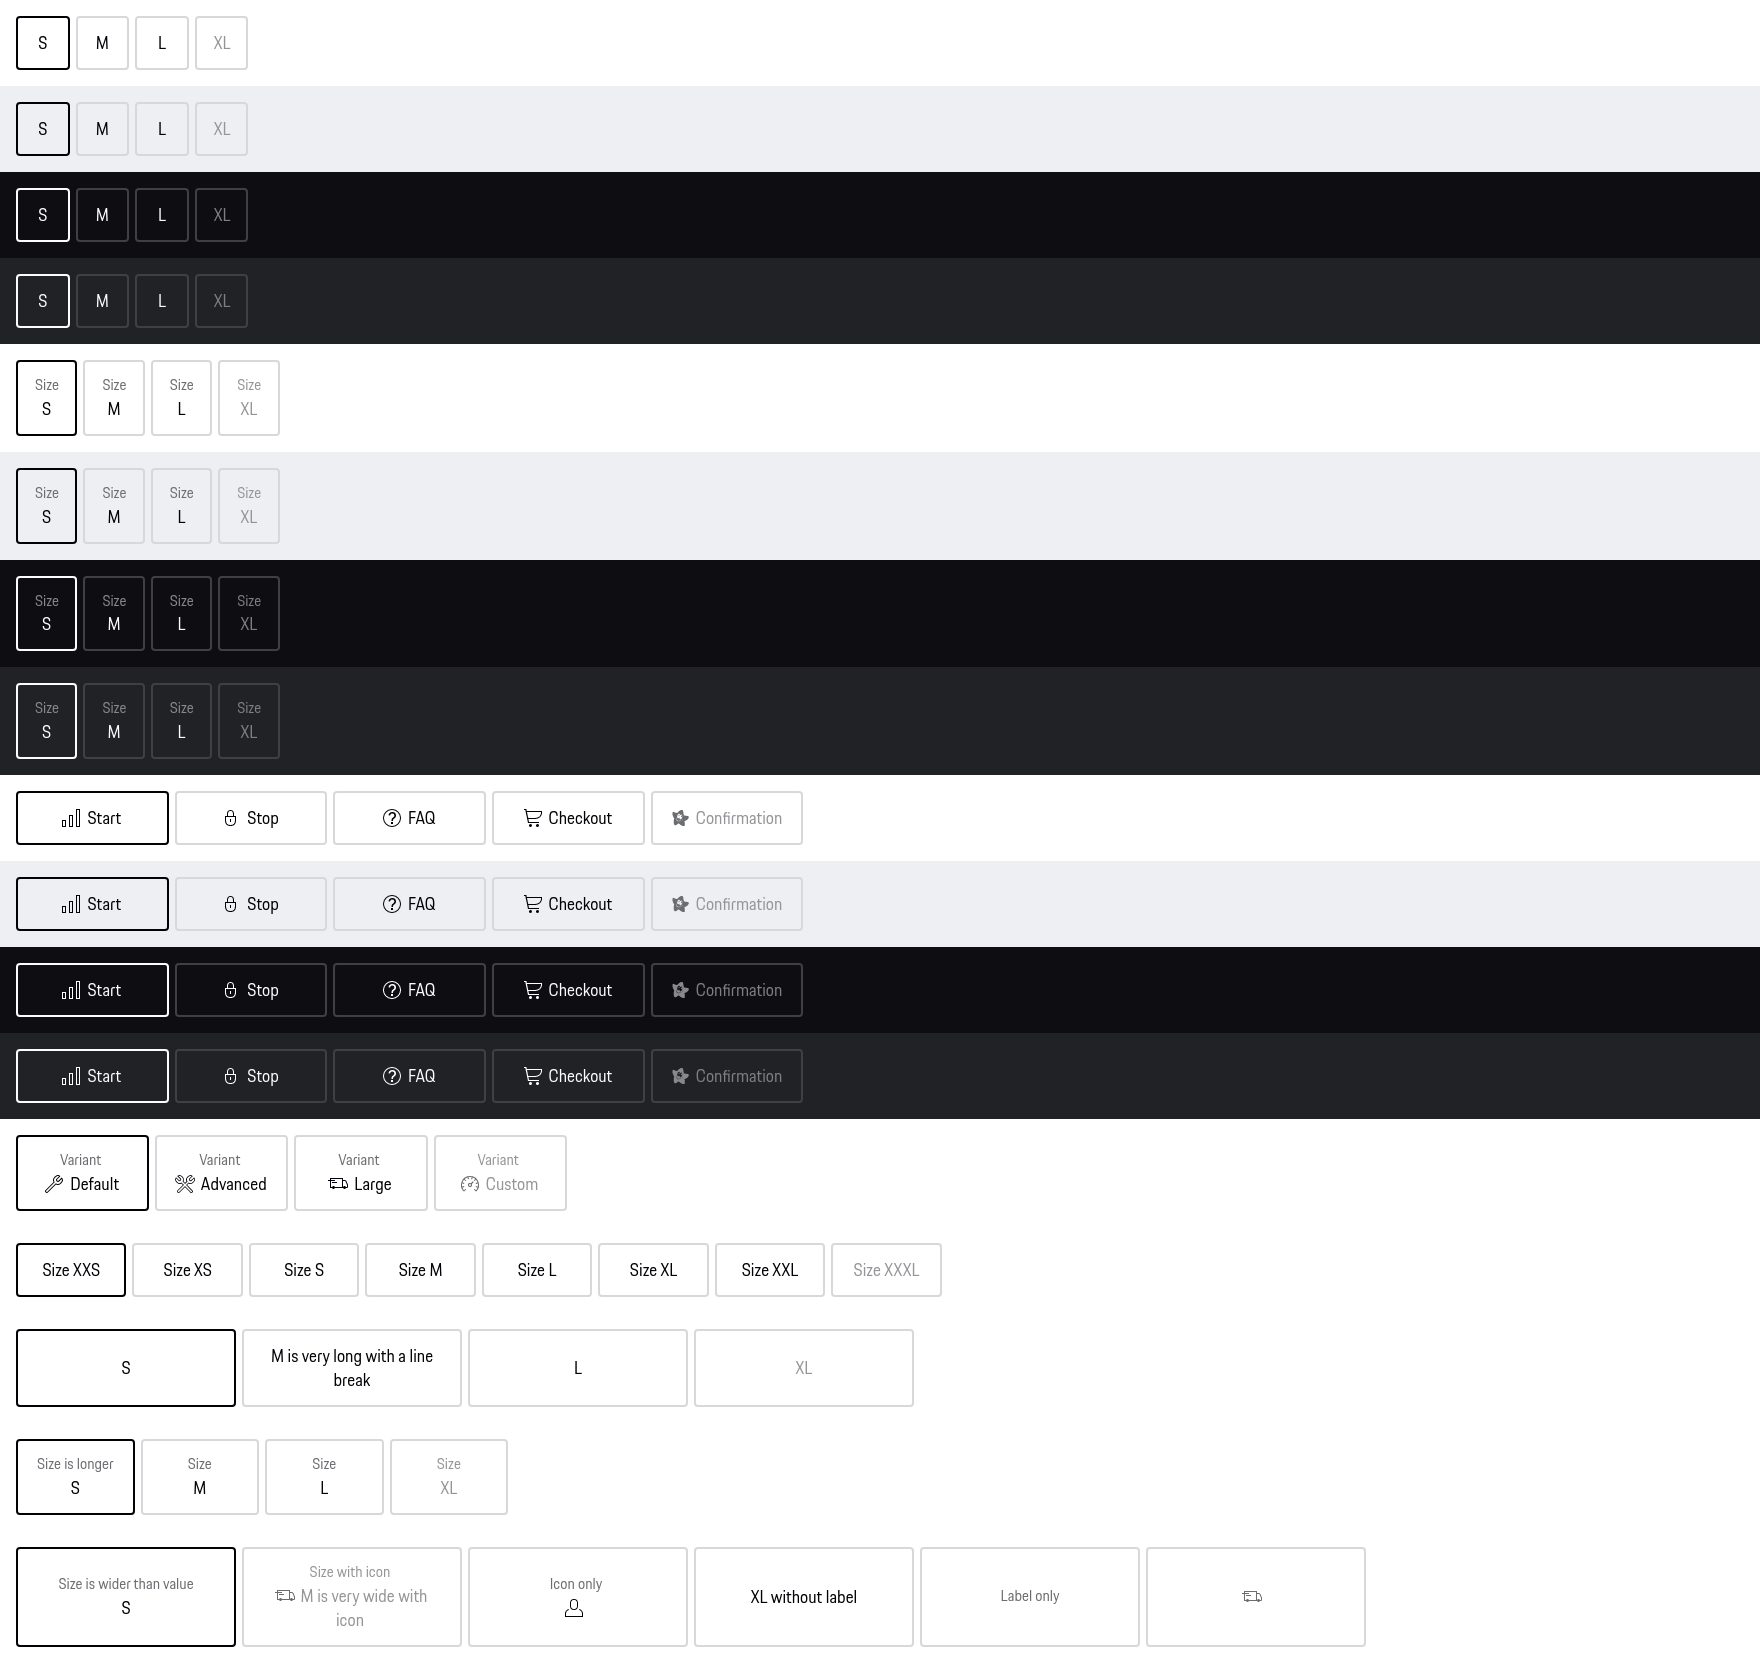 S M L XL
S M L XL
S M L XL
S M L XL
Size Size Size Size
S M L XL
Size Size Size Size
S M L XL
Size Size Size Size
S M L XL
Size Size Size Size
S M L XL
Start Stop FAQ Checkout Confirmation
Start Stop FAQ Checkout Confirmation
Start Stop FAQ Checkout Confirmation
Start Stop FAQ Checkout Confirmation
Variant Variant Variant Variant
Default Advanced Large Custom
Size XXS Size XS Size S Size M Size L Size XL Size XXL Size XXXL
S
M is very long with a line
break
L
XL
Size is longer Size Size Size
S M L XL
Size is wider than value
S
Size with icon
M is very wide with
icon
Icon only
XL without label
Label only